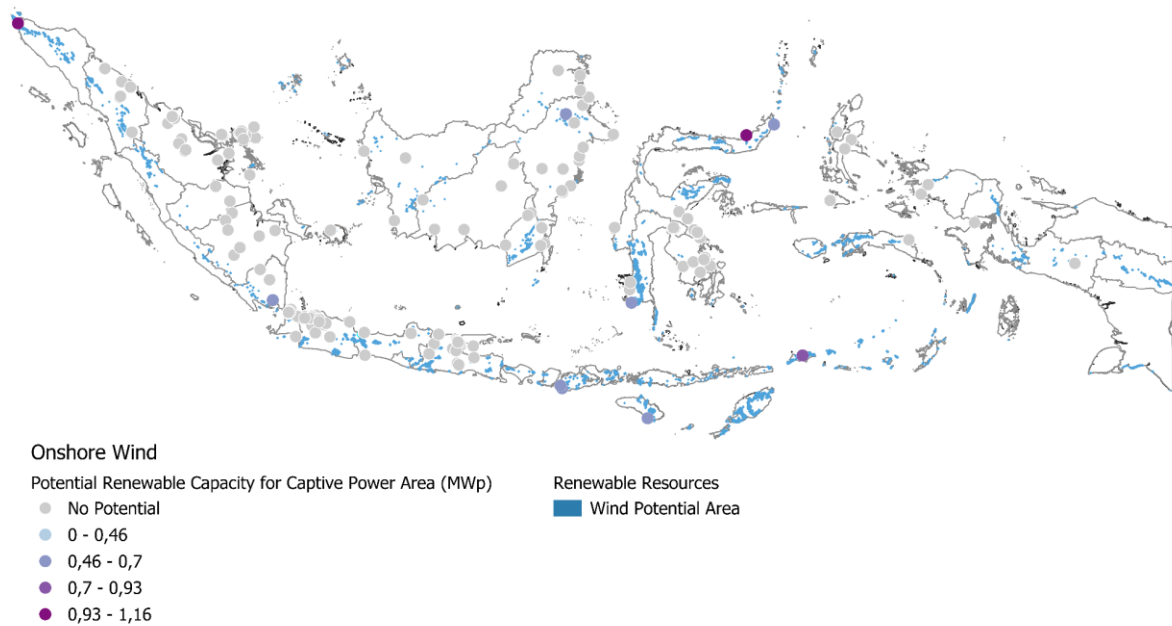 Onshore Wind
Potential Renewable Capacity for Captive Power Area (MWp)
No Potential
0 - 0,46
0,46 - 0,7
0,7 - 0,93
0,93 - 1,16
Renewable Resources
Wind Potential Area